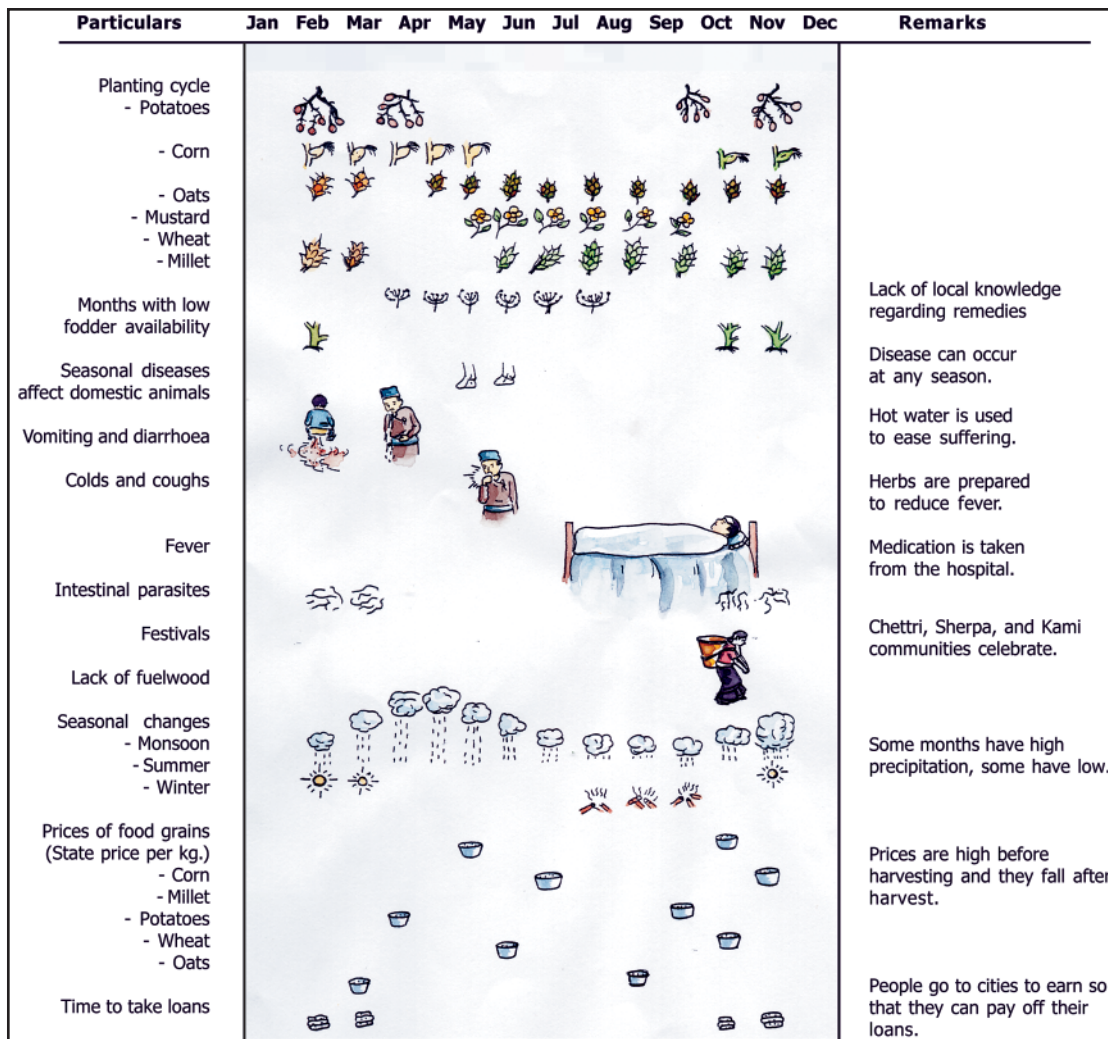 Particulars Jan Feb Mar Apr May Jun Jul Aug Sep Oct Nov Dec Remarks
Planting cycle
- Potatoes
- Corn
- Oats
- Mustard
- Wheat
- Millet
Months with low
fodder availability
Lack of local knowledge
regarding remedies
Seasonal diseases
affect domestic animals
Disease can occur
at any season.
Vomiting and diarrhoea
Hot water is used
to ease suffering.
Colds and coughs
Herbs are prepared
to reduce fever.
Fever
Medication is taken
from the hospital.
Intestinal parasites
Festivals
Chettri, Sherpa, and Kami
communities celebrate.
Lack of fuelwood
Seasonal changes
- Monsoon
- Summer
- Winter
Some months have high
precipitation, some have low.
Prices of food grains
(State price per kg.)
- Corn
- Millet
- Potatoes
- Wheat
- Oats
Prices are high before
harvesting and they fall after
harvest.
Time to take loans
People go to cities to earn so
that they can pay off their
loans.